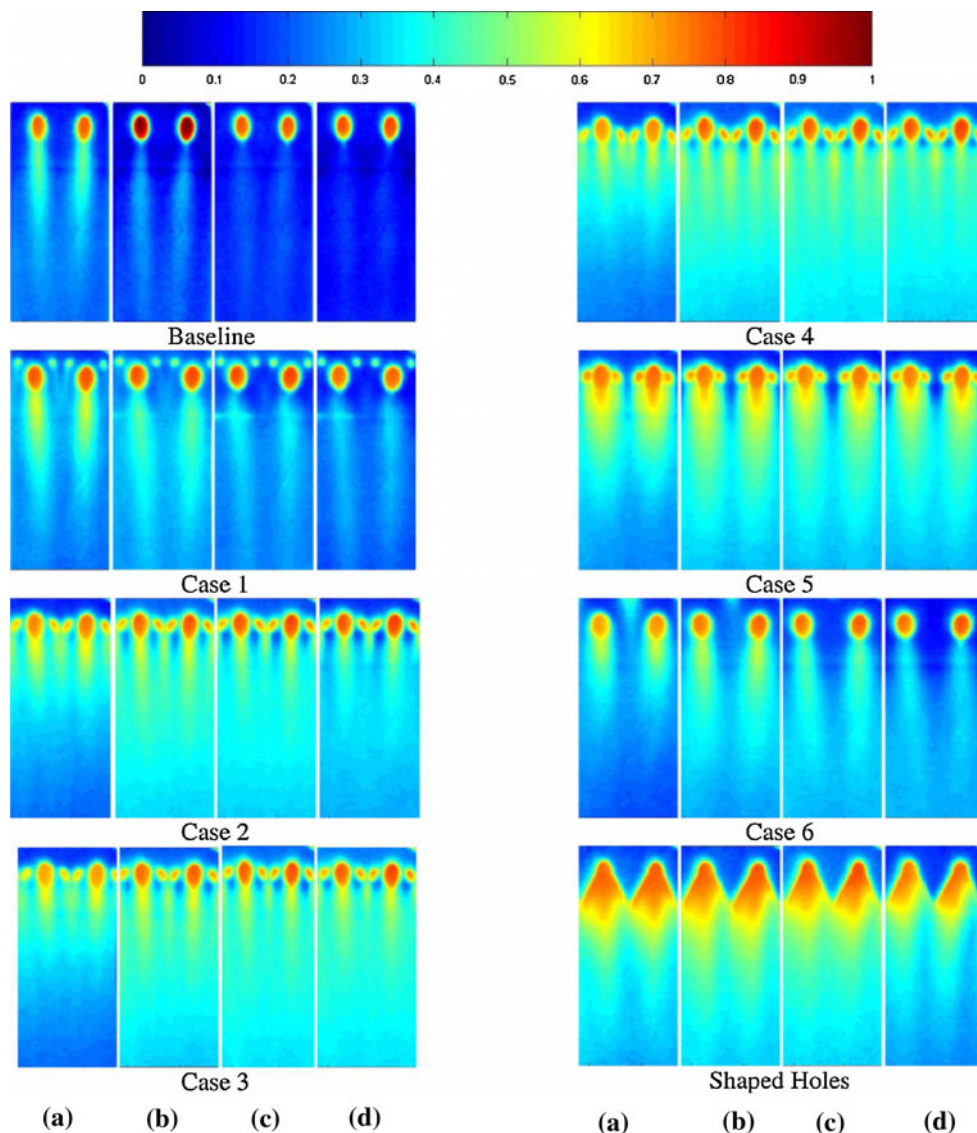 0 0.1 0.2 0.3 0.4 0.5 0.6 0.7 0.8 0.9 1
Baseline
Case 4
Case 1
Case 5
Case 2
Case 6
Case 3
Shaped Holes
(a) (b) (c) (d)
(a) (b) (c) (d)